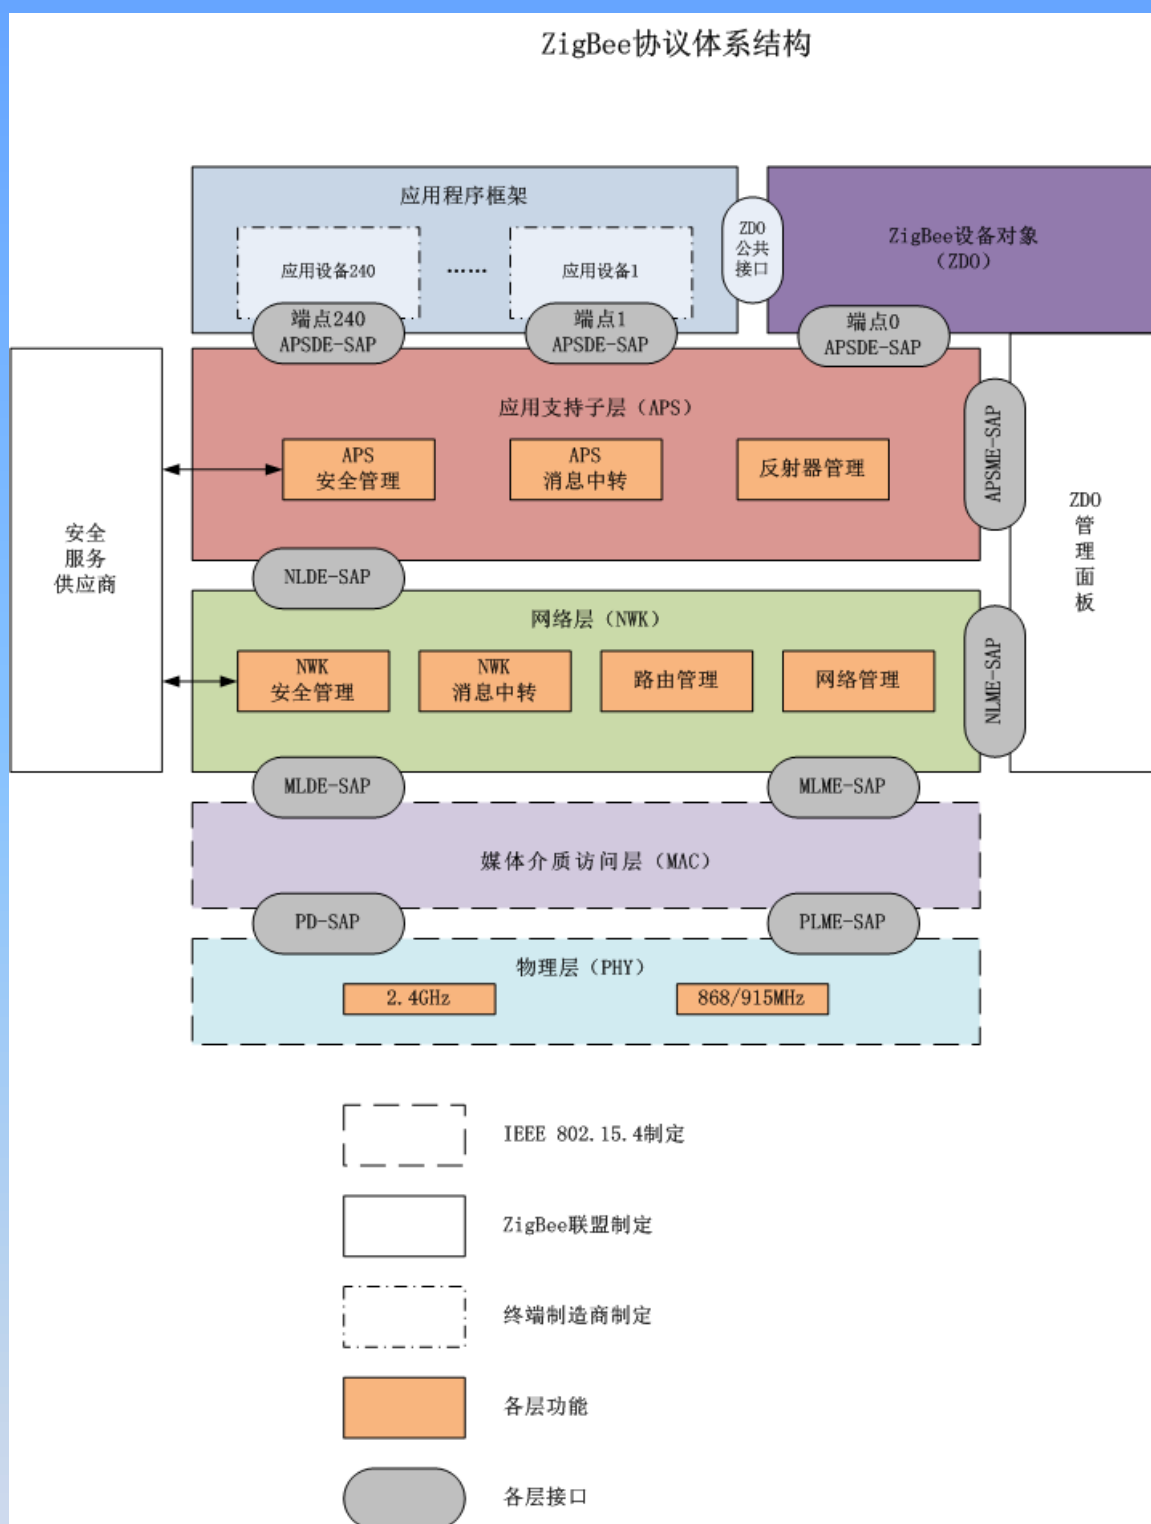 ZigBee协议体系结构
应用程序框架
应用设备240
……
应用设备1
ZDO
公共
接口
ZigBee设备对象
（ZDO）
端点240
APSDE-SAP
端点1
APSDE-SAP
端点0
APSDE-SAP
应用支持子层（APS）
APS
安全管理
APS
消息中转
反射器管理
APSME-SAP
安全
服务
供应商
ZDO
管
理
面
板
NLDE-SAP
网络层（NWK）
NWK
安全管理
NWK
消息中转
路由管理
网络管理
NLME-SAP
MLDE-SAP
MLME-SAP
媒体介质访问层（MAC）
PD-SAP
PLME-SAP
物理层（PHY）
2.4GHz
868/915MHz
IEEE 802.15.4制定
ZigBee联盟制定
终端制造商制定
各层功能
各层接口